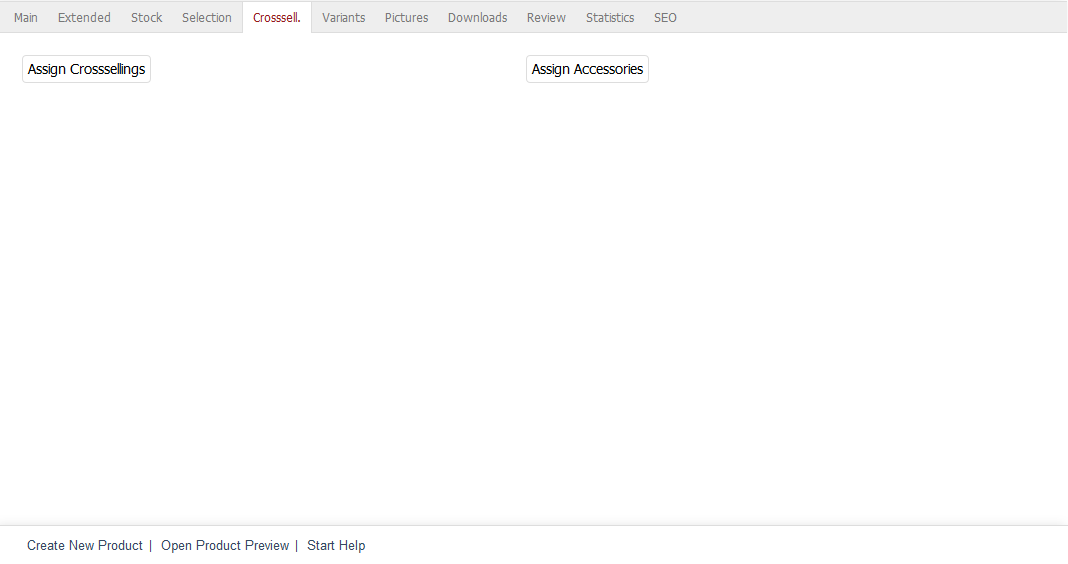 Main Extended Stock Selection Crosssell. Variants Pictures Downloads Review Statistics SEO
Assign Crosssellings Assign Accessories
Create New Product | Open Product Preview | Start Help